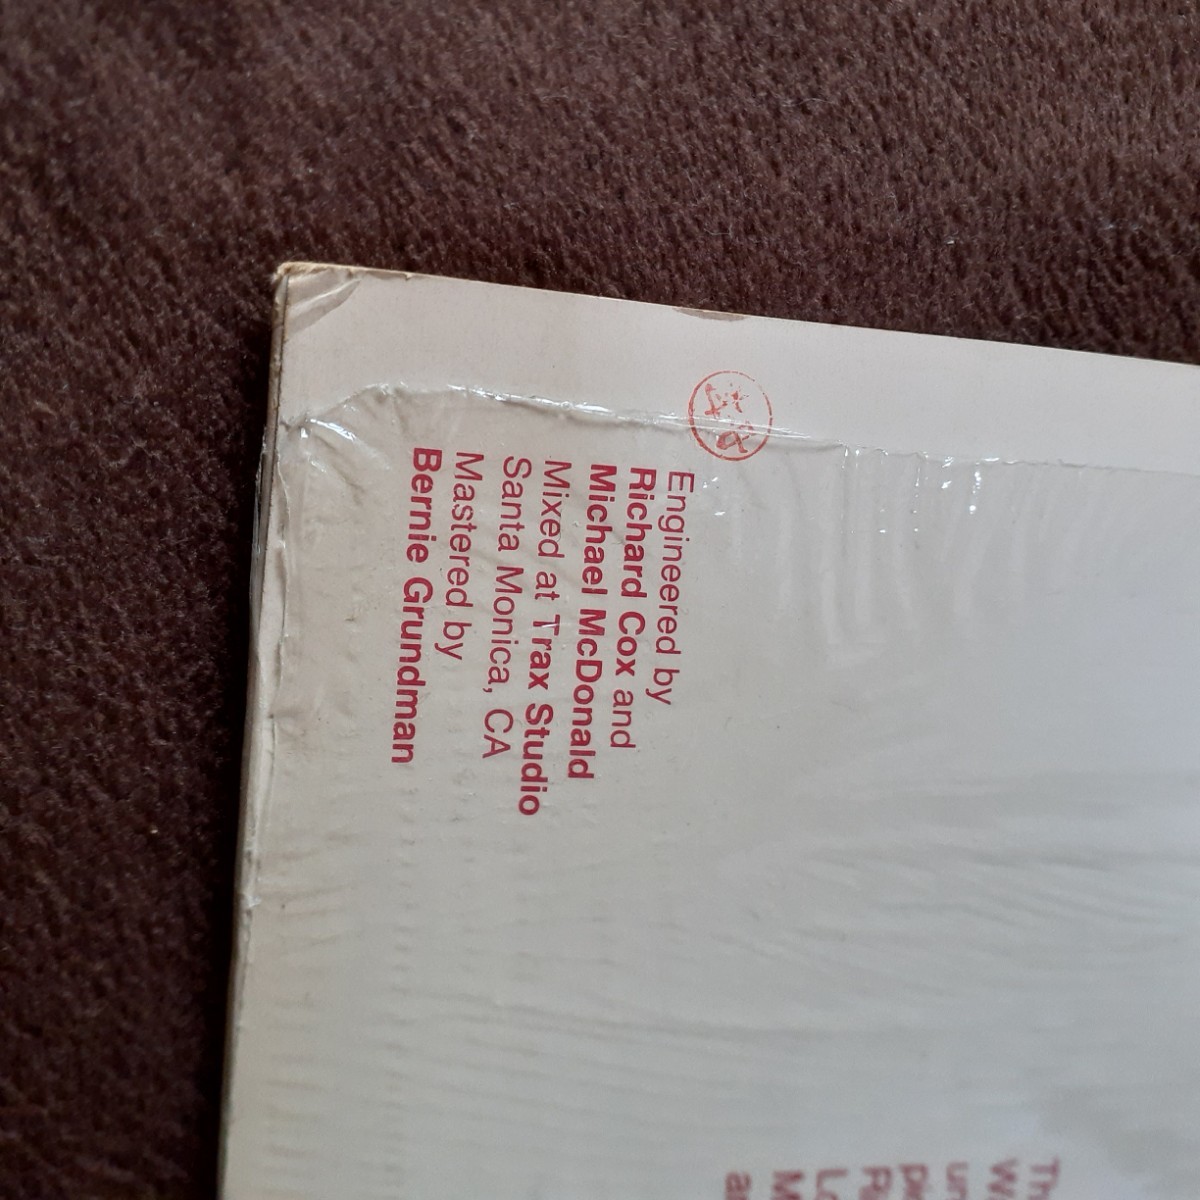 Engineered by
Richard Cox and
Michael McDonald
Mixed at Trax Studio
Santa Monica, CA
Mastered by
Bernie Grundman